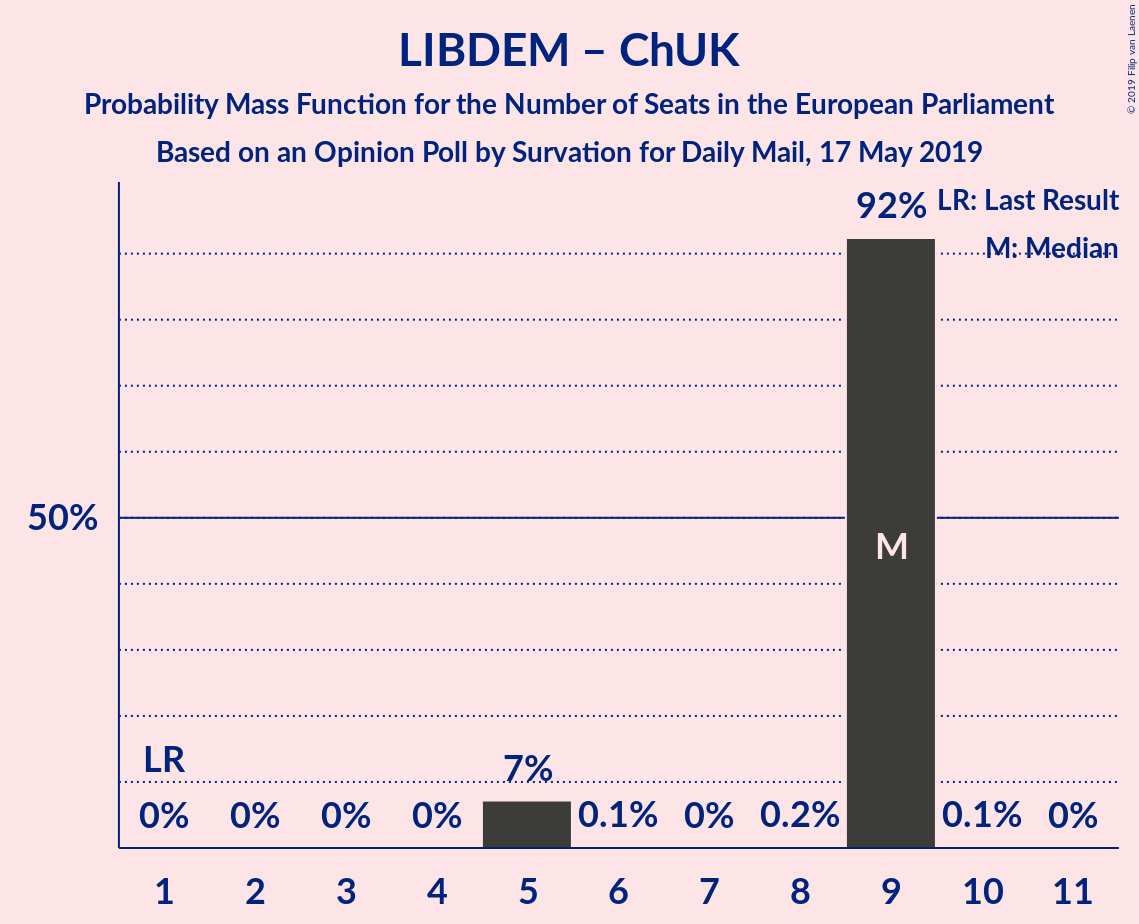 LIBDEM – ChUK
Probability Mass Function for the Number of Seats in the European Parliament
Based on an Opinion Poll by Survation for Daily Mail, 17 May 2019
© 2019 Filip van Laenen
LR: Last Result
M: Median
92%
50%
M
LR
7%
0% 0% 0% 0% 0.1% 0% 0.2% 0.1% 0%
1 2 3 4 5 6 7 8 9 10 11